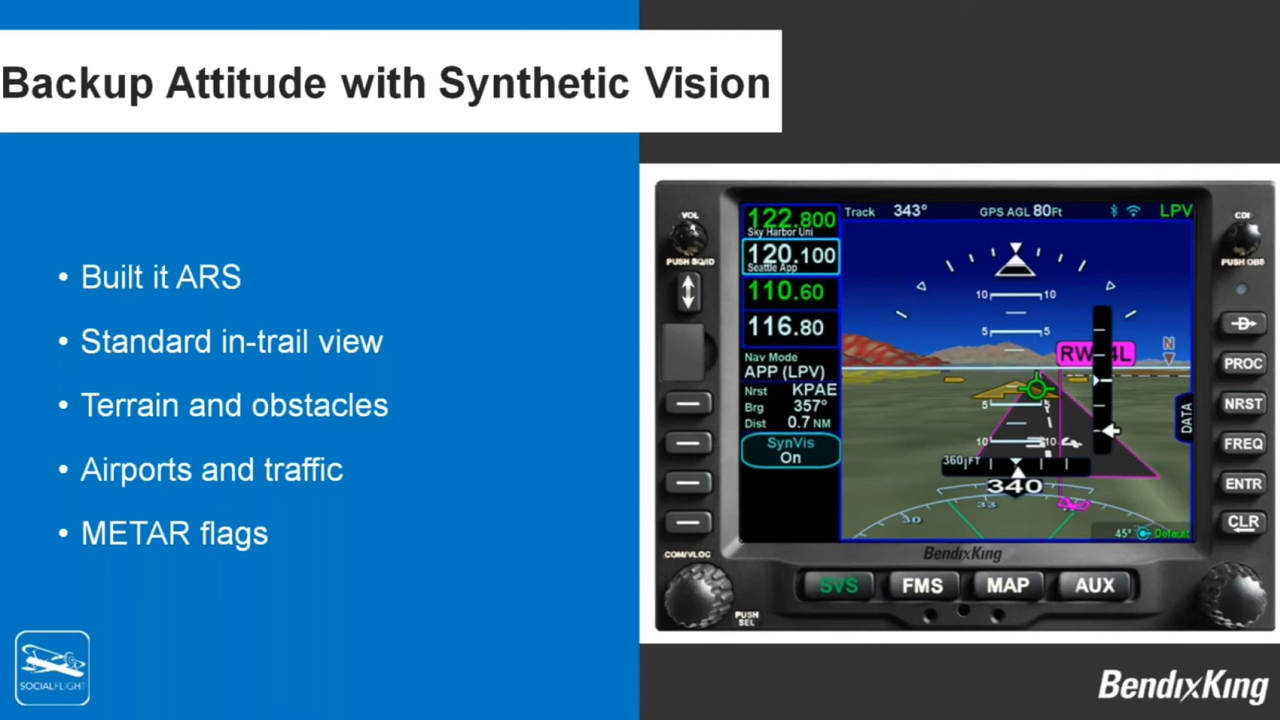 Backup Attitude with Synthetic Vision
• Built it ARS
• Standard in-trail view
• Terrain and obstacles
• Airports and traffic
• METAR flags
SOCIALFLIGHT
VOL
PUSH SQ/ID
122.800
Sky Harbor Uni
120.100
Seattle App
110.60
116.80
Nav Mode
APP (LPV)
Nrst KPAE
Brg 357°
Dist 0.7 NM
SynVis
On
COM/VLOC
PUSH
SEL
Track 343° GPS AGL 80Ft LPV
10 10
5 5
N
5
10 10
360 FT
340
30 33
45° Default
DATA
BendixKing
SVS FMS MAP AUX
CDI
PUSH OBS
D
PROC
NRST
FREQ
ENTR
CLR
BendixKing